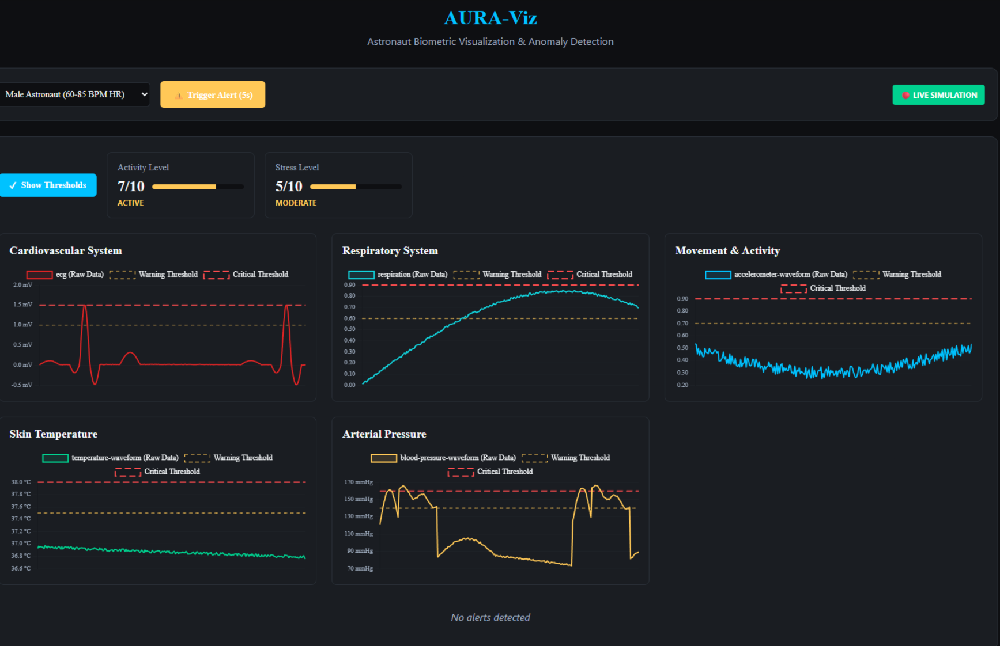 AURA-Viz
Astronaut Biometric Visualization & Anomaly Detection
Male Astronaut (60-85 BPM HR)
Trigger Alert (5s)
LIVE SIMULATION
✓ Show Thresholds
Activity Level
7/10
ACTIVE
Stress Level
5/10
MODERATE
Cardiovascular System
ecg (Raw Data) Warning Threshold Critical Threshold
2.0 mV
1.5 mV
1.0 mV
0.5 mV
0.0 mV
-0.5 mV
Respiratory System
respiration (Raw Data) Warning Threshold Critical Threshold
0.90
0.80
0.70
0.60
0.50
0.40
0.30
0.20
0.10
0.00
Movement & Activity
accelerometer-waveform (Raw Data) Warning Threshold
Critical Threshold
0.90
0.80
0.70
0.60
0.50
0.40
0.30
0.20
Skin Temperature
temperature-waveform (Raw Data) Warning Threshold
Critical Threshold
38.0 °C
37.8 °C
37.6 °C
37.4 °C
37.2 °C
37.0 °C
36.8 °C
36.6 °C
Arterial Pressure
blood-pressure-waveform (Raw Data) Warning Threshold
Critical Threshold
170 mmHg
150 mmHg
130 mmHg
110 mmHg
90 mmHg
70 mmHg
No alerts detected